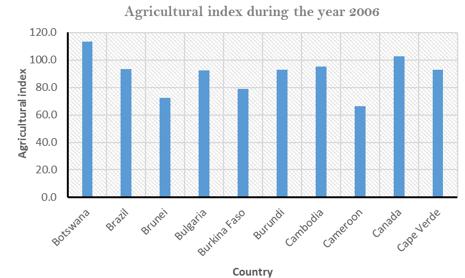 Agricultural index during the year 2006
120.0
100.0
80.0
60.0
40.0
20.0
0.0
Agricultural index
Botswana
Brazil
Brunei
Bulgaria
Burkina Faso
Burundi
Cambodia
Cameroon
Canada
Cape Verde
Country